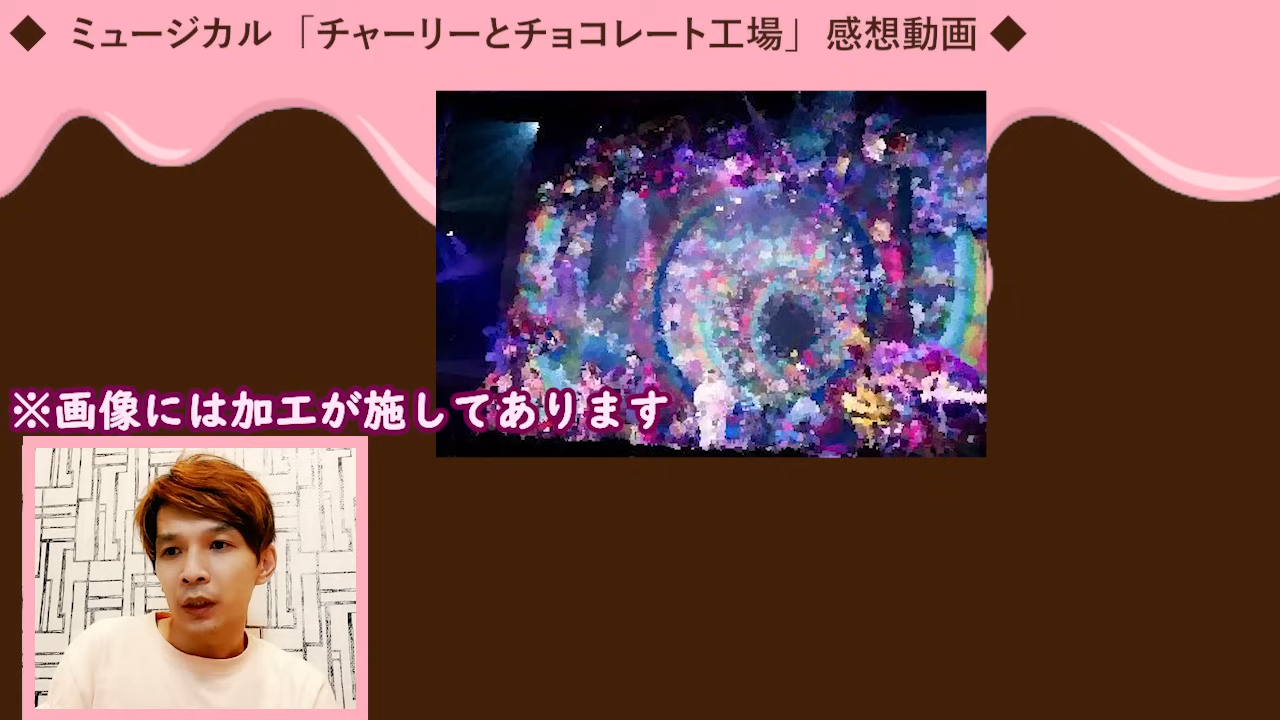 ◆ ミュージカル「チャーリーとチョコレート工場」感想動画 ◆
※画像には加工が施してあります